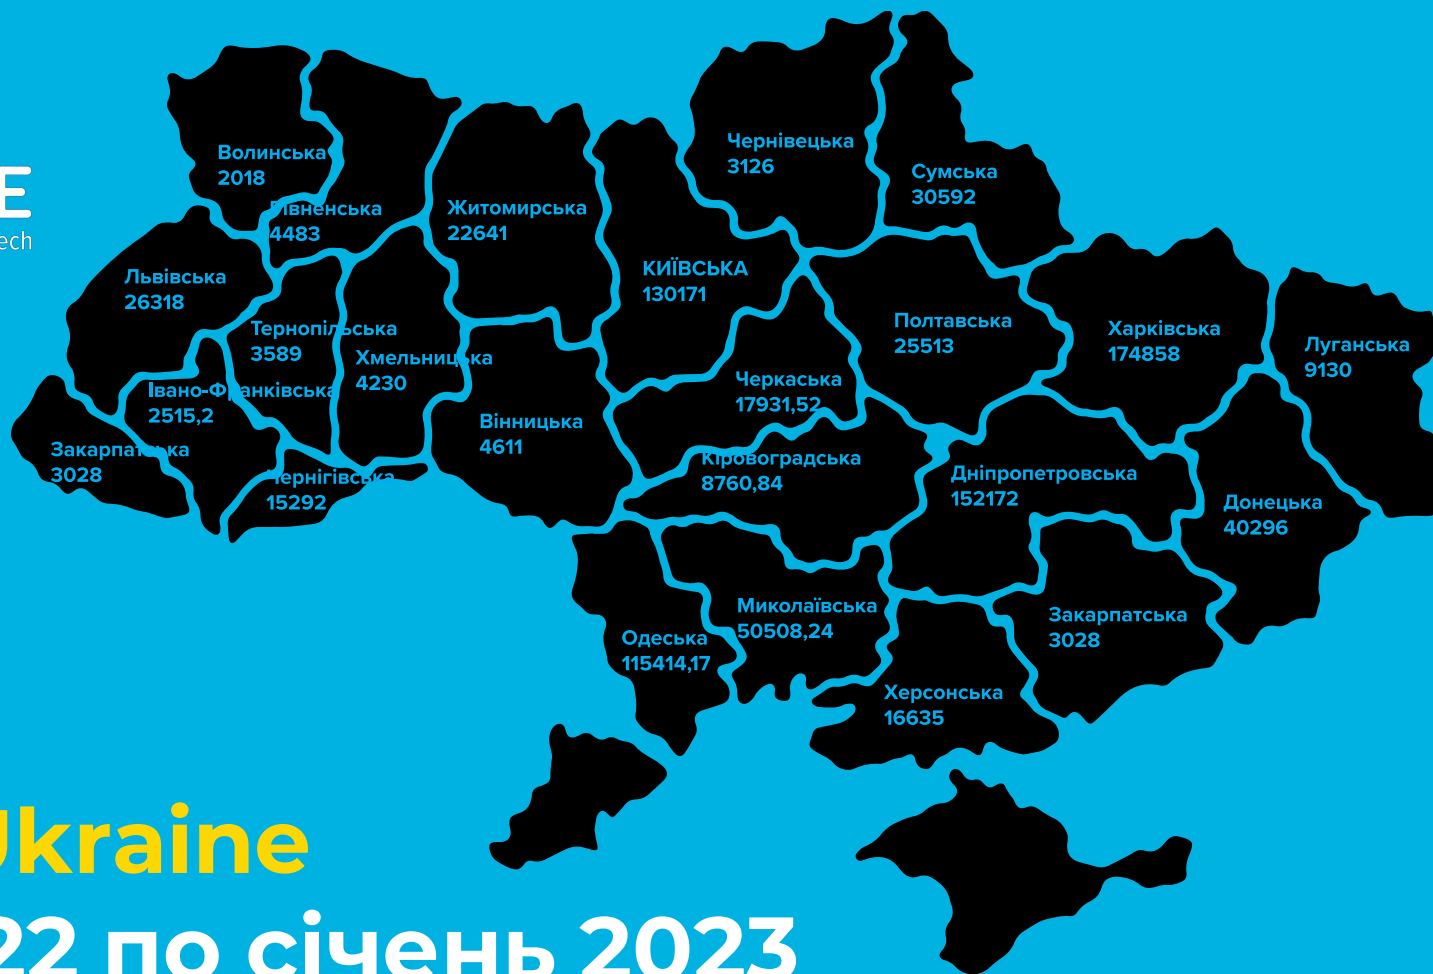 E
ech
Волинська
2018
Рівненська
4483
Житомирська
22641
Чернівецька
3126
Сумська
30592
Львівська
26318
КИЇВСЬКА
130171
Тернопільська
3589
Хмельницька
4230
Полтавська
25513
Харківська
174858
Луганська
9130
Івано-Франківська
2515,2
Черкаська
17931,52
Закарпатська
3028
Вінницька
4611
Чернігівська
15292
Кіровоградська
8760,84
Дніпропетровська
152172
Донецька
40296
Миколаївська
50508,24
Одеська
115414,17
Закарпатська
3028
Херсонська
16635
Ukraine
22 по січень 2023